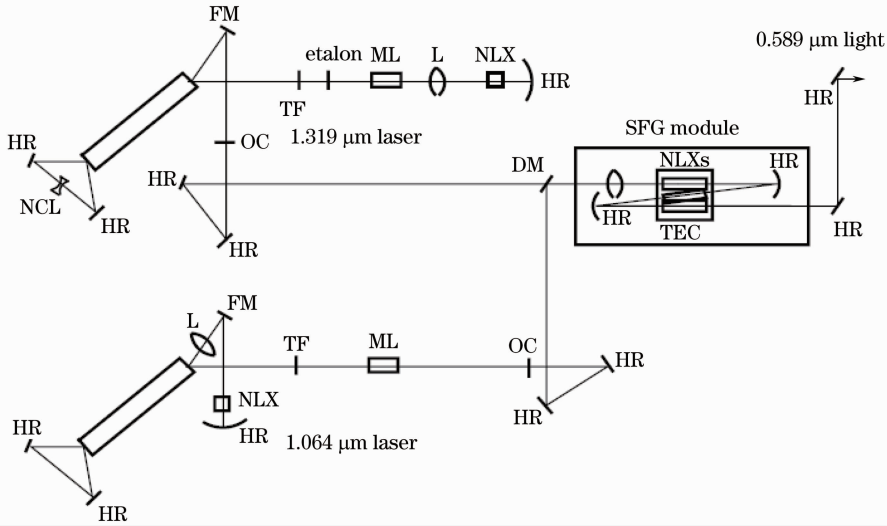 FM
etalon ML L NLX
HR
TF
1.319 μm laser
OC
HR
NCL
HR
HR
HR
DM
0.589 μm light
HR
SFG module
NLXs
HR
HR
TEC
HR
FM
L
TF
ML
OC
HR
NLX
HR
HR
1.064 μm laser
HR
HR